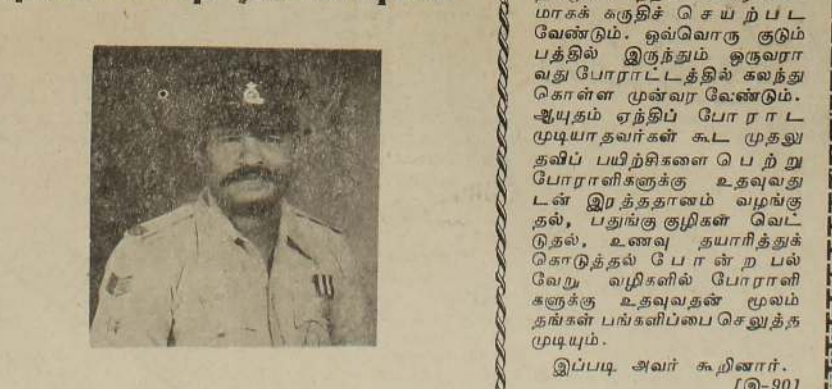 மாகக் கருதிச் செயற்பட
வேண்டும். ஒவ்வொரு குடும்
பத்தில் இருந்தும் ஒருவரா
வது போராட்டத்தில் கலந்து
கொள்ள முன்வர வேண்டும்.
ஆயுதம் ஏந்திப் போராட
முடியாதவர்கள் கூட முதலு
தவிப் பயிற்சிகளை பெற்று
போராளிகளுக்கு உதவுவது
டன் இரத்ததானம் வழங்கு
தல், பதுங்குகுழிகள் வெட்
டுதல், உணவு தயாரித்துக்
கொடுத்தல் போன்ற பல்
வேறு வழிகளில் போராளி
களுக்கு உதவுவதன் மூலம்
தங்கள் பங்களிப்பை செலுத்த
முடியும்.
இப்படி அவர் கூறினார்.
[இ-90]